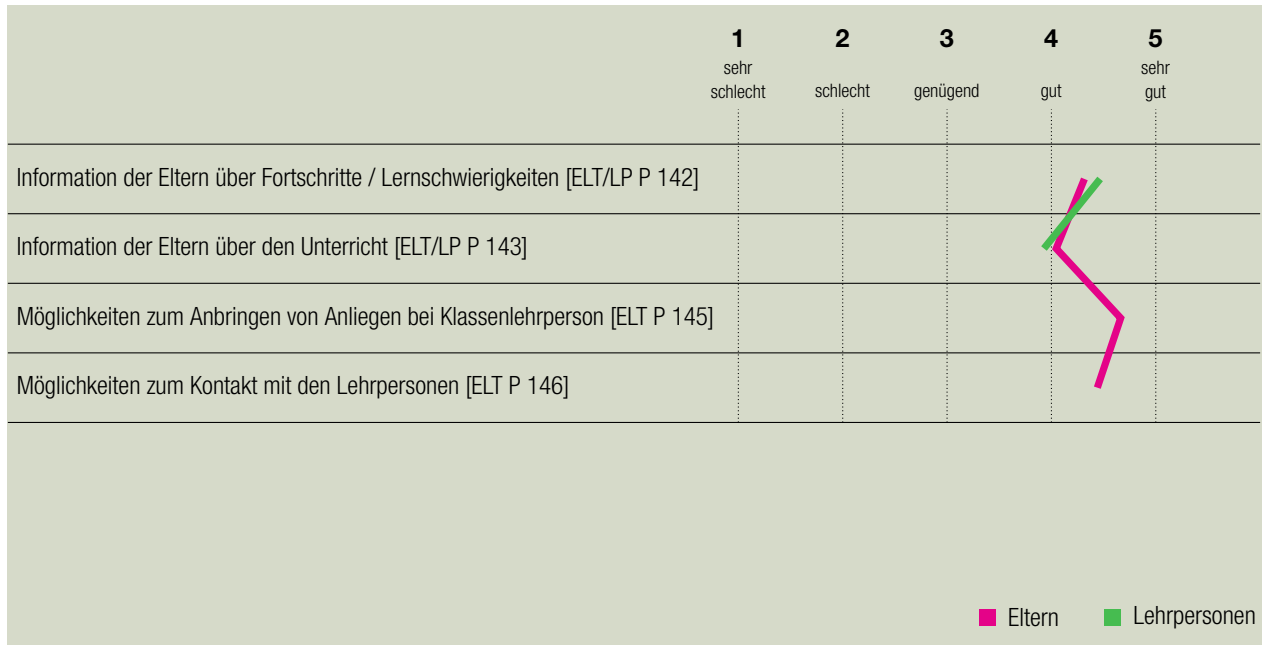 1 2 3 4 5
sehr schlecht schlecht genügend gut sehr gut
Information der Eltern über Fortschritte / Lernschwierigkeiten [ELT/LP P 142]
Information der Eltern über den Unterricht [ELT/LP P 143]
Möglichkeiten zum Anbringen von Anliegen bei Klassenlehrperson [ELT P 145]
Möglichkeiten zum Kontakt mit den Lehrpersonen [ELT P 146]
Eltern Lehrpersonen